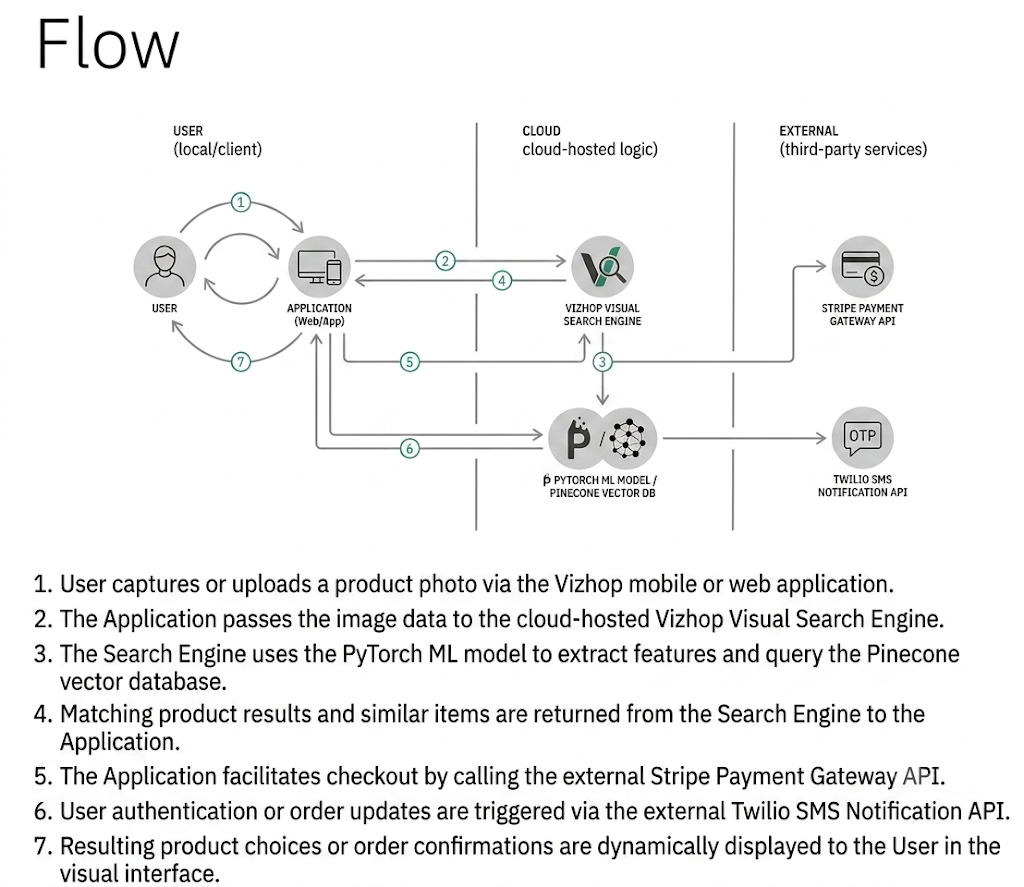 Flow
USER
(local/client)
CLOUD
cloud-hosted logic)
EXTERNAL
(third-party services)
1
2
4
USER
APPLICATION
(Web/App)
VIZHOP VISUAL
SEARCH ENGINE
STRIPE PAYMENT
GATEWAY API
$
7
5
3
6
/
OTP
PYTORCH ML MODEL /
PINECONE VECTOR DB
TWILIO SMS
NOTIFICATION API
1. User captures or uploads a product photo via the Vizhop mobile or web application.
2. The Application passes the image data to the cloud-hosted Vizhop Visual Search Engine.
3. The Search Engine uses the PyTorch ML model to extract features and query the Pinecone
vector database.
4. Matching product results and similar items are returned from the Search Engine to the
Application.
5. The Application facilitates checkout by calling the external Stripe Payment Gateway API.
6. User authentication or order updates are triggered via the external Twilio SMS Notification API.
7. Resulting product choices or order confirmations are dynamically displayed to the User in the
visual interface.